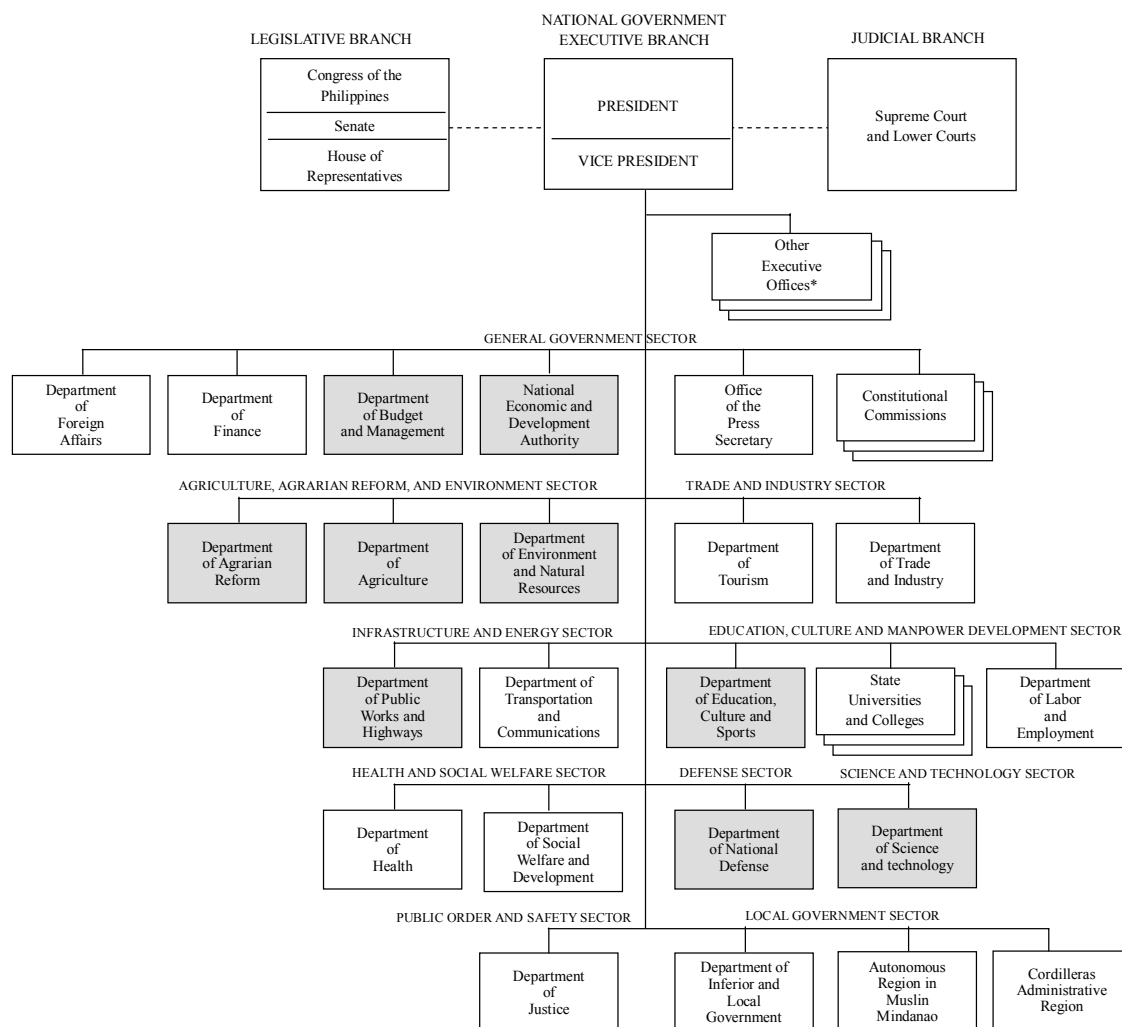 NATIONAL GOVERNMENT
LEGISLATIVE BRANCH
EXECUTIVE BRANCH
JUDICIAL BRANCH
Congress of the
Philippines
Senate
House of
Representatives
PRESIDENT
VICE PRESIDENT
Supreme Court
and Lower Courts
Other
Executive
Offices*
GENERAL GOVERNMENT SECTOR
Department
of
Foreign
Affairs
Department
of
Finance
Department
of Budget
and Management
National
Economic and
Development
Authority
Office
of the
Press
Secretary
Constitutional
Commissions
AGRICULTURE, AGRARIAN REFORM, AND ENVIRONMENT SECTOR
TRADE AND INDUSTRY SECTOR
Department
of Agrarian
Reform
Department
of
Agriculture
Department
of Environment
and Natural
Resources
Department
of
Tourism
Department
of Trade
and Industry
INFRASTRUCTURE AND ENERGY SECTOR
EDUCATION, CULTURE AND MANPOWER DEVELOPMENT SECTOR
Department
of Public
Works and
Highways
Department of
Transportation
and
Communications
Department
of Education,
Culture and
Sports
State
Universities
and Colleges
Department
of Labor
and
Employment
HEALTH AND SOCIAL WELFARE SECTOR
DEFENSE SECTOR
SCIENCE AND TECHNOLOGY SECTOR
Department
of
Health
Department
of Social
Welfare and
Development
Department
of National
Defense
Department
of Science
and technology
PUBLIC ORDER AND SAFETY SECTOR
LOCAL GOVERNMENT SECTOR
Department
of
Justice
Department of
Inferior and
Local
Government
Autonomous
Region in
Muslin
Mindanao
Cordilleras
Administrative
Region